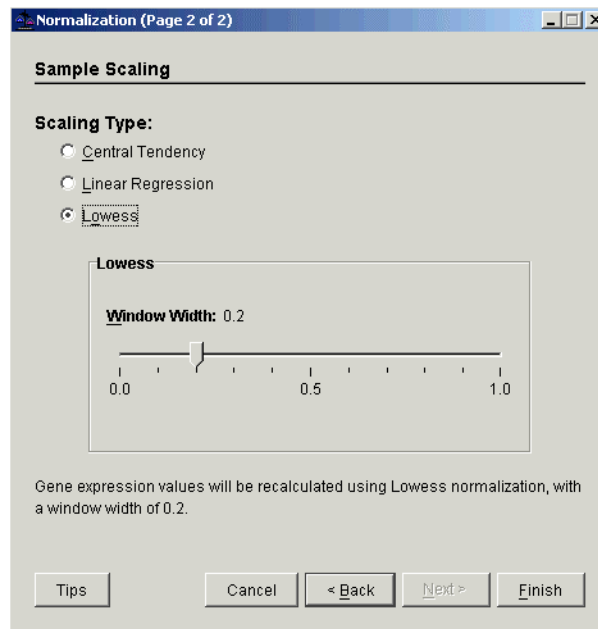 Normalization (Page 2 of 2)
Sample Scaling
Scaling Type:
Central Tendency
Linear Regression
Lowess
Lowess
Window Width: 0.2
0.0 0.5 1.0
Gene expression values will be recalculated using Lowess normalization, with
a window width of 0.2.
Tips Cancel < Back Next > Finish